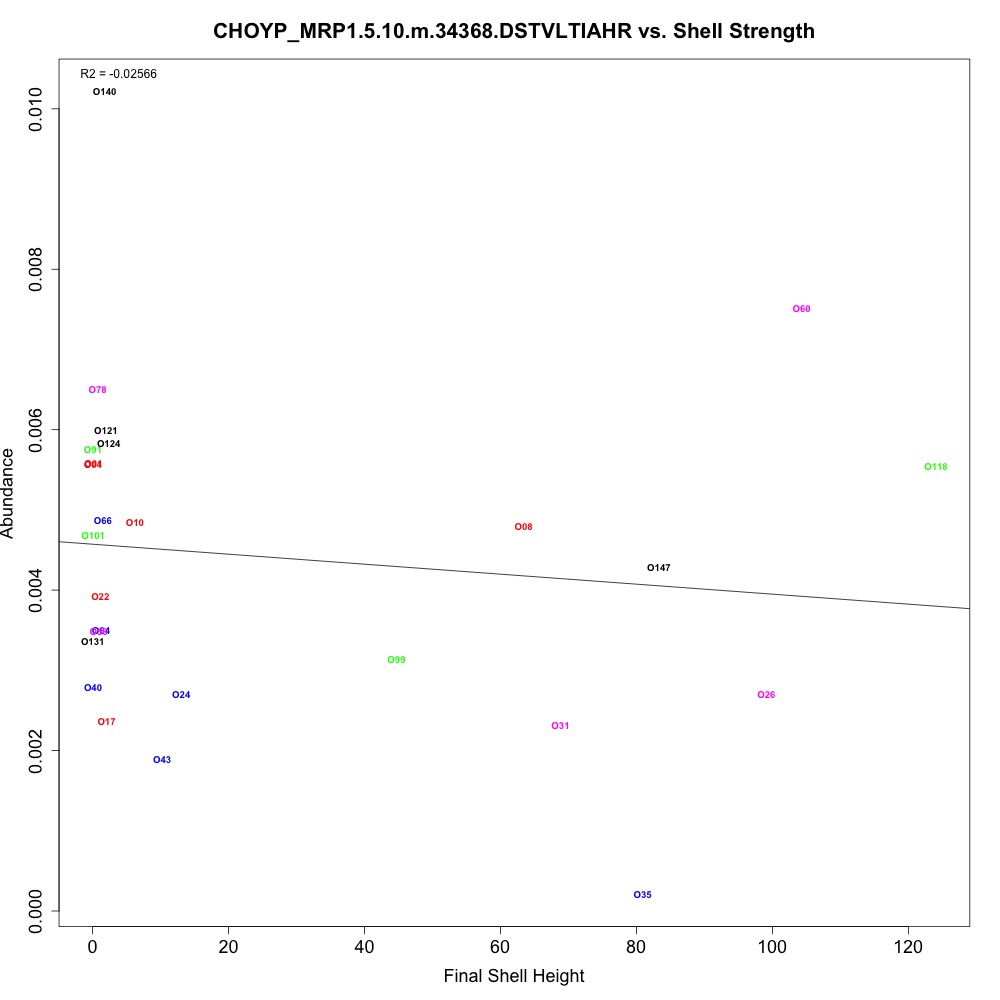 CHOYP_MRP1.5.10.m.34368.DSTVLTIAHR vs. Shell Strength
R2 = -0.02566
O140
O60
O78
O121
O124
O91
O04
O118
O66
O10
O08
O101
O147
O22
O64
O131
O99
O40
O24
O26
O17
O31
O43
O35
0.010
0.008
0.006
0.004
0.002
0.000
Abundance
0 20 40 60 80 100 120
Final Shell Height